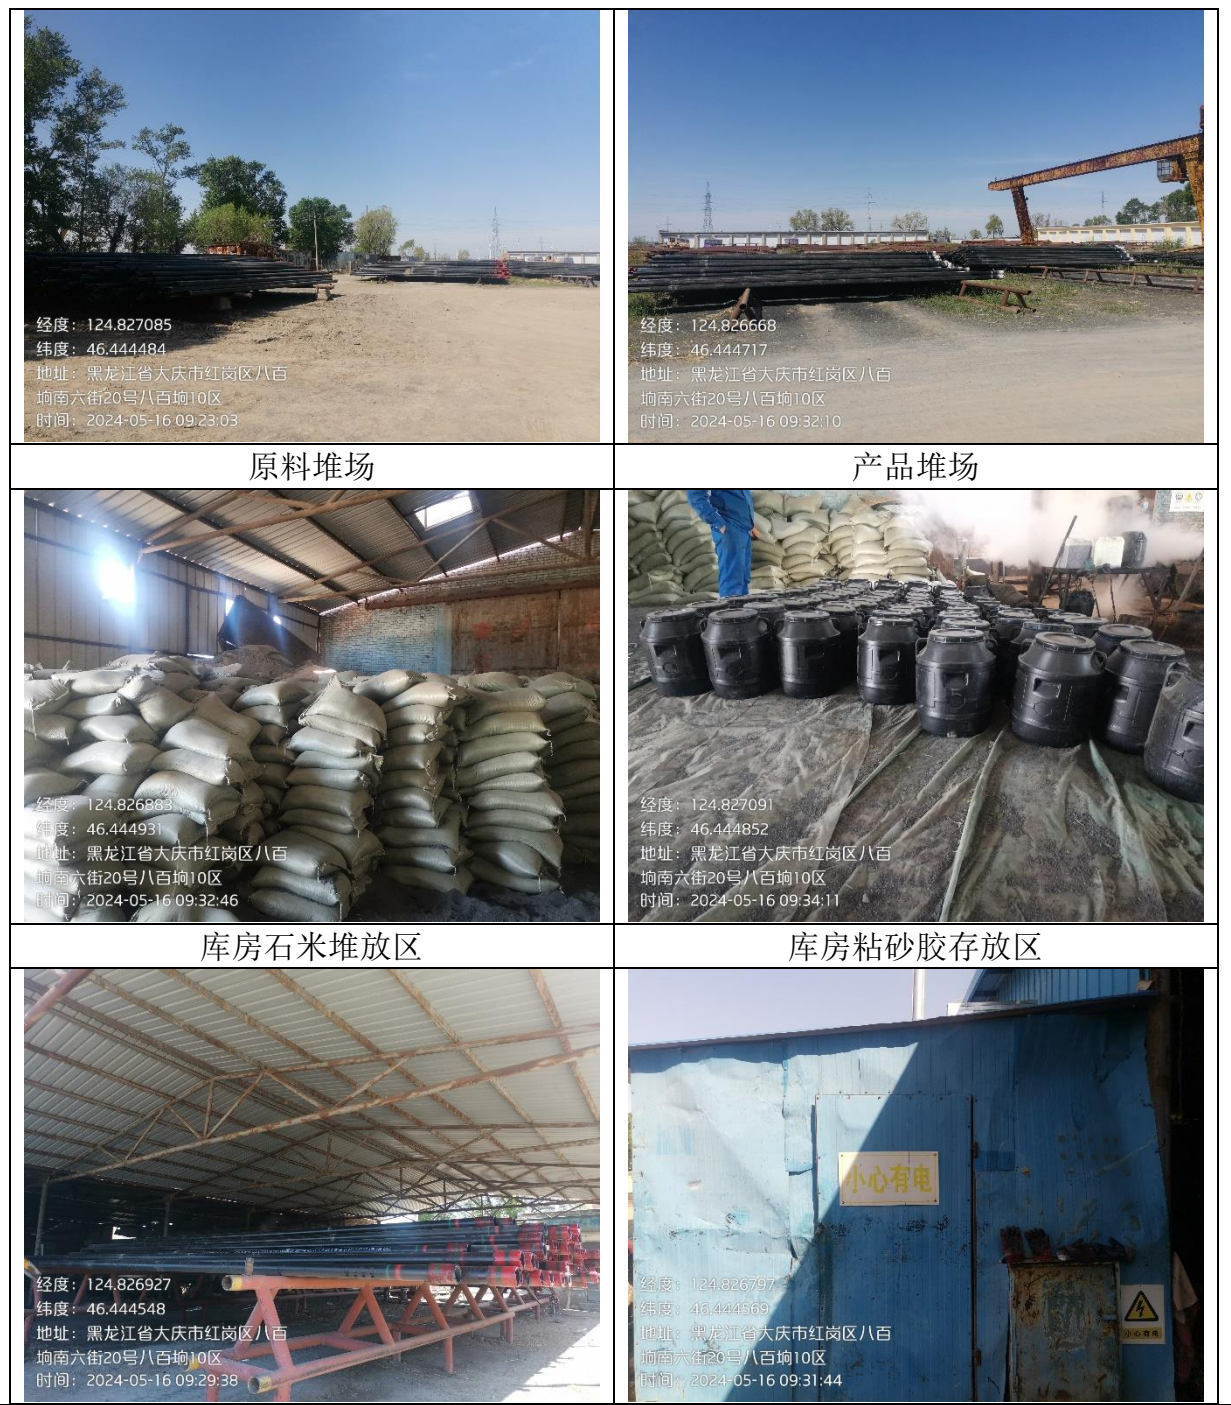 经度：124.827085
纬度：46.444484
地址：黑龙江省大庆市红岗区八百
垧南六街20号八百垧10区
时间：2024-05-16 09:23:03
经度：124.826668
纬度：46.444717
地址：黑龙江省大庆市红岗区八百
垧南六街20号八百垧10区
时间：2024-05-16 09:32:10
原料堆场
产品堆场
经度：124.826883
纬度：46.444931
地址：黑龙江省大庆市红岗区八百
垧南六街20号八百垧10区
时间：2024-05-16 09:32:46
经度：124.827091
纬度：46.444852
地址：黑龙江省大庆市红岗区八百
垧南六街20号八百垧10区
时间：2024-05-16 09:34:11
库房石米堆放区
库房粘砂胶存放区
经度：124.826927
纬度：46.444548
地址：黑龙江省大庆市红岗区八百
垧南六街20号八百垧10区
时间：2024-05-16 09:29:38
小心有电
小心有电
经度：124.826797
纬度：46.444569
地址：黑龙江省大庆市红岗区八百
垧南六街20号八百垧10区
时间：2024-05-16 09:31:44